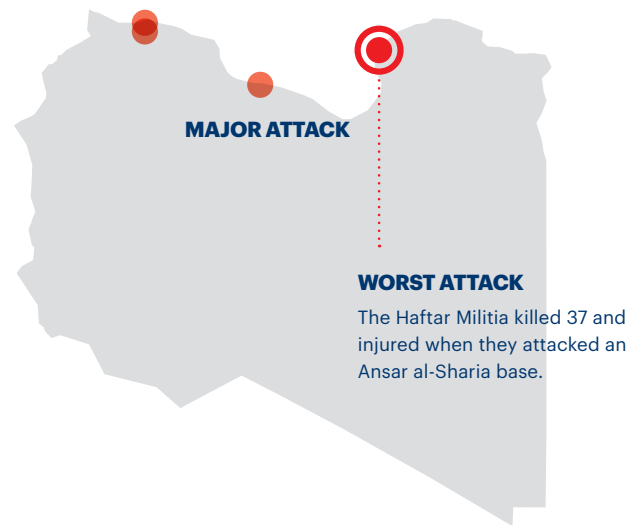 MAJOR ATTACK
WORST ATTACK
The Haftar Militia killed 37 and
injured when they attacked an
Ansar al-Sharia base.